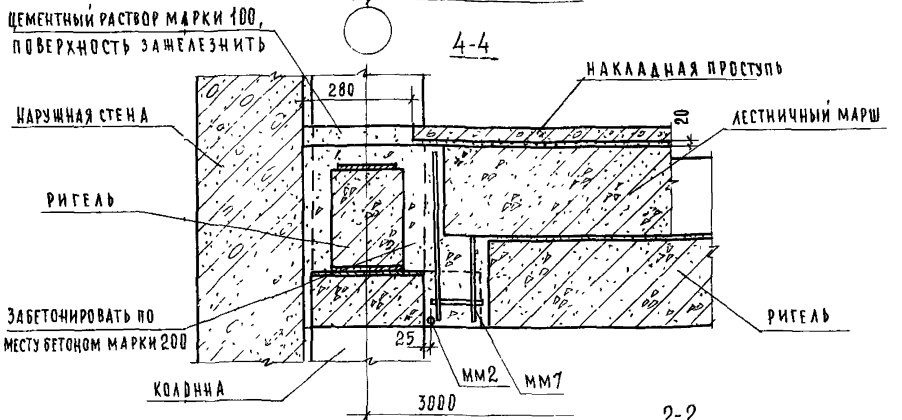 ЦЕМЕНТНЫЙ РАСТВОР МАРКИ 100,
ПОВЕРХНОСТЬ ЗАЖЕЛЕЗНИТЬ
4-4
НАКЛАДНАЯ ПРОСТУПЬ
280
20
НАРУЖНАЯ СТЕНА
ЛЕСТНИЧНЫЙ МАРШ
РИГЕЛЬ
ЗАБЕТОНИРОВАТЬ ПО
МЕСТУ БЕТОНОМ МАРКИ 200
РИГЕЛЬ
25
ММ2
ММ7
КОЛОННА
3000
2-2